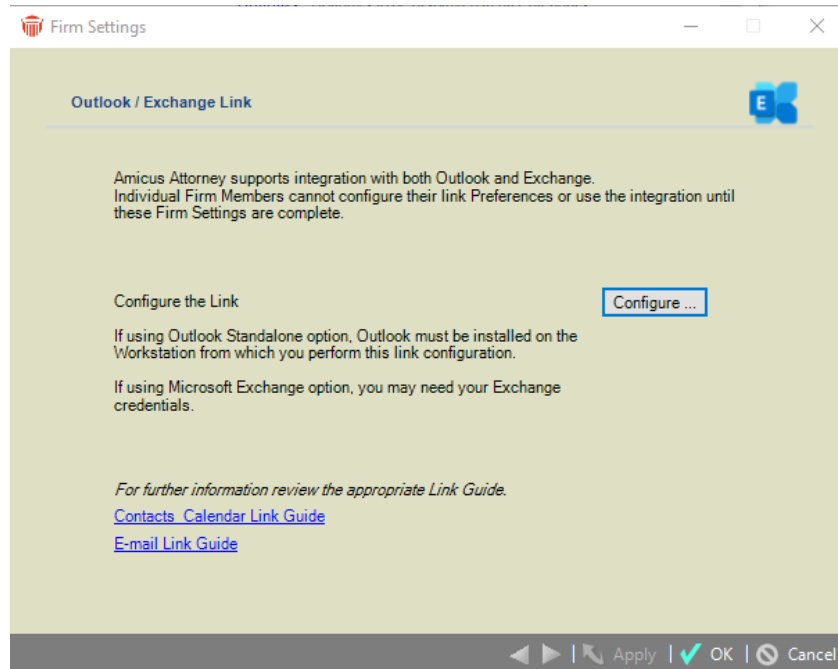 Firm Settings
Outlook / Exchange Link
E
Amicus Attorney supports integration with both Outlook and Exchange.
Individual Firm Members cannot configure their link Preferences or use the integration until
these Firm Settings are complete.
Configure the Link
Configure ...
If using Outlook Standalone option, Outlook must be installed on the
Workstation from which you perform this link configuration.
If using Microsoft Exchange option, you may need your Exchange
credentials.
For further information review the appropriate Link Guide.
Contacts_Calendar Link Guide
E-mail Link Guide
Apply
OK
Cancel